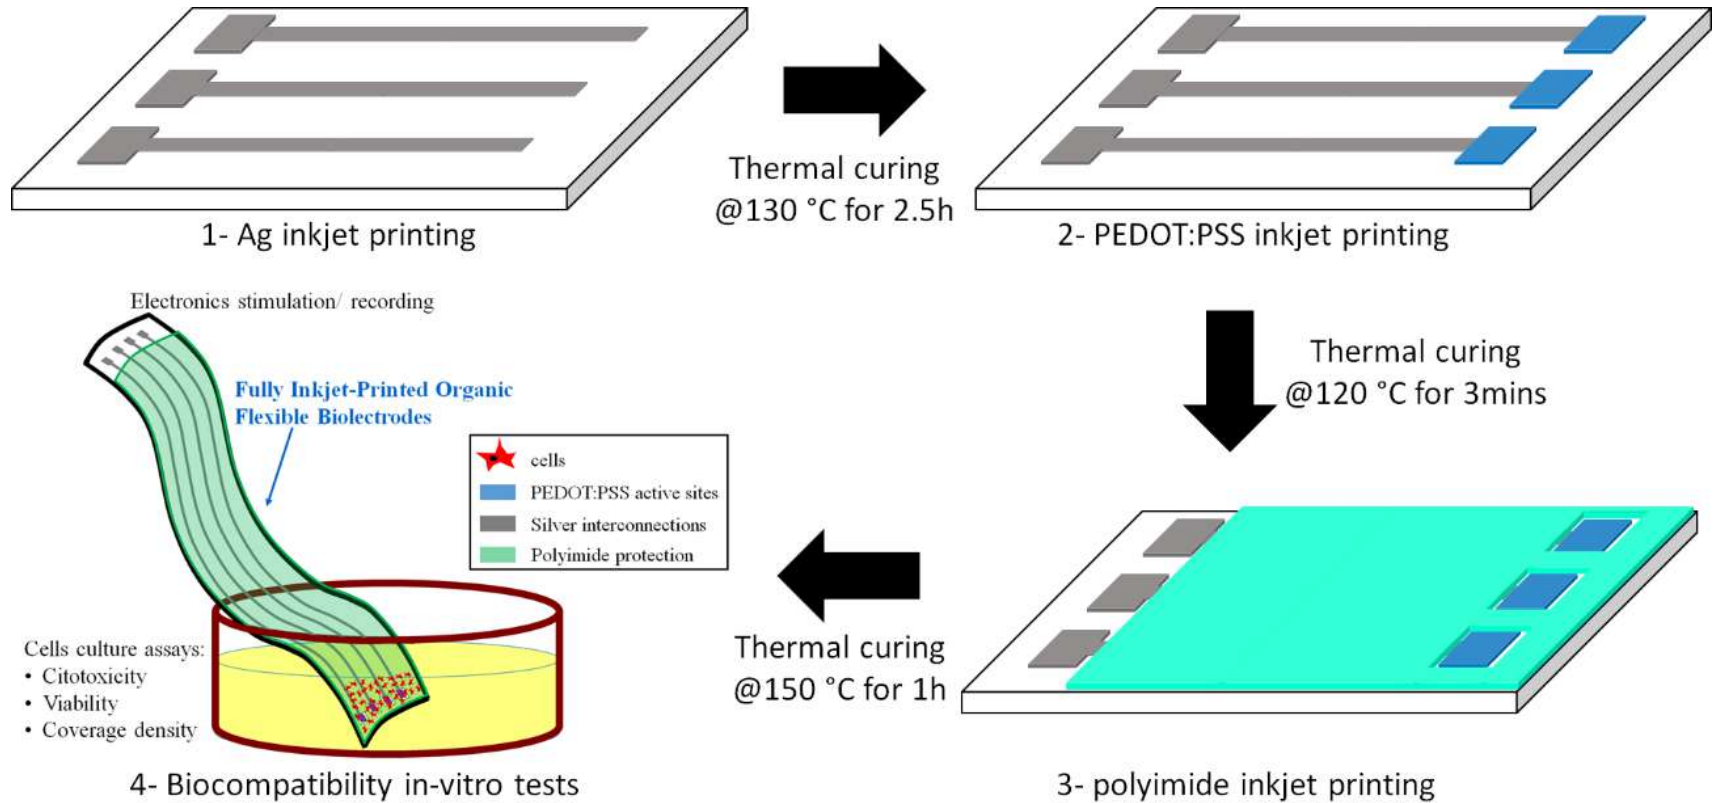 Thermal curing
@130 °C for 2.5h
1- Ag inkjet printing
2- PEDOT:PSS inkjet printing
Thermal curing
@120 °C for 3mins
Electronics stimulation/ recording
Fully Inkjet-Printed Organic
Flexible Biolectrodes
cells
PEDOT:PSS active sites
Silver interconnections
Polyimide protection
Thermal curing
@150 °C for 1h
Cells culture assays:
• Citotoxicity
• Viability
• Coverage density
3- polyimide inkjet printing
4- Biocompatibility in-vitro tests